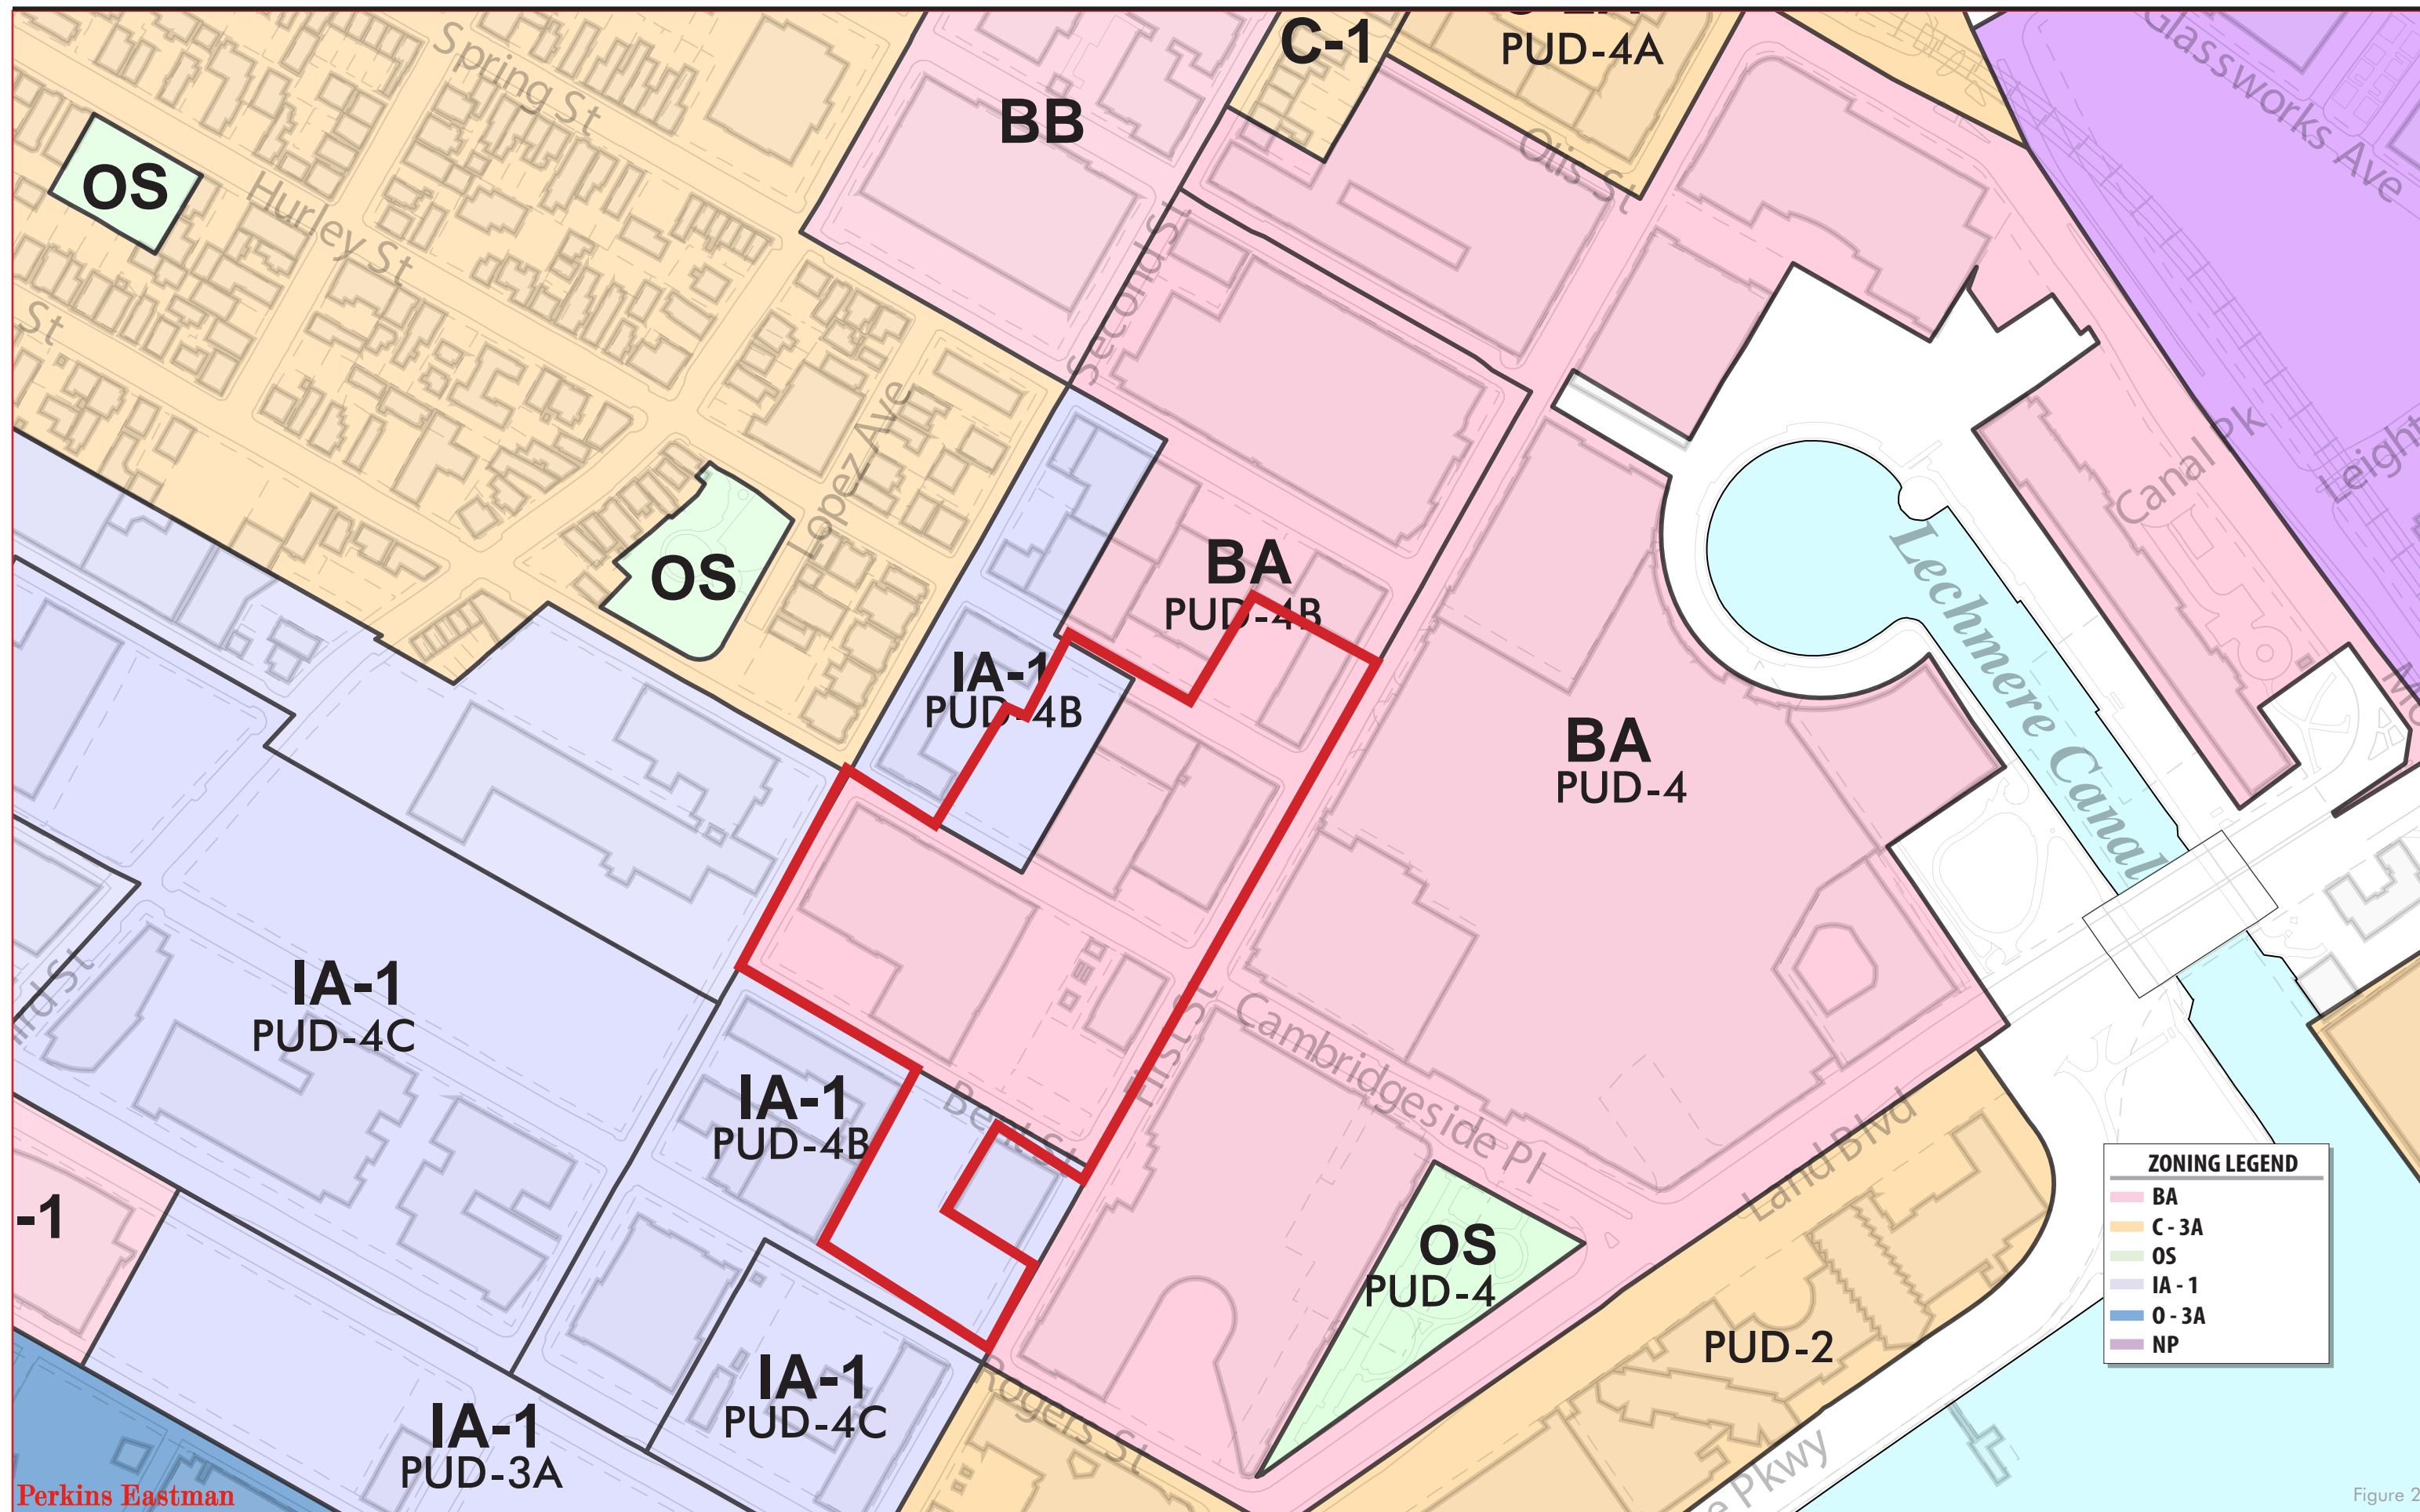 C-1
PUD-4A
Glassworks Ave
Spring St
BB
OS
Otis St
Hurley St
Second St
St
Lopez Ave
Canal Pk
Leight
BA
PUD-4B
OS
IA-1
PUD-4B
Lechmere Canal
BA
PUD-4
IA-1
PUD-4C
First St
Cambridgeside Pl
IA-1
PUD-4B
Bent St
Land Blvd
-1
OS
PUD-4
PUD-2
IA-1
PUD-4C
Rogers St
IA-1
PUD-3A
Pkwy
ZONING LEGEND
BA
C - 3A
OS
IA - 1
O - 3A
NP
Perkins Eastman
Figure 2